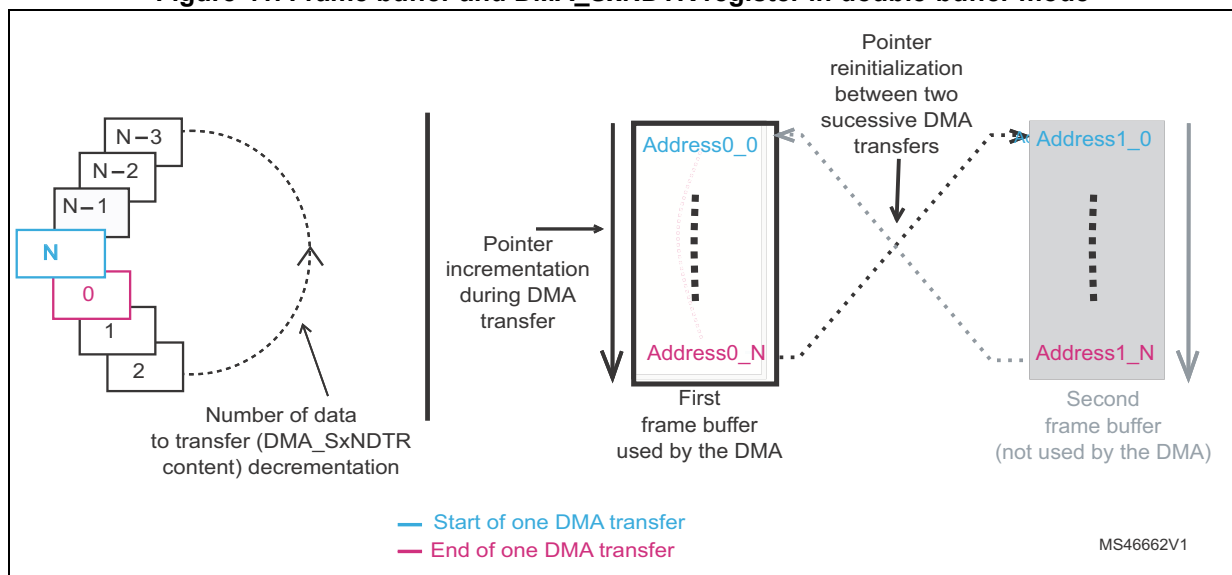 Figure 11. Frame buffer and DMA_SxNDTR register in double buffer mode
Pointer
reinitialization
between two
sucessive DMA
transfers
N−3
N−2
N−1
N
0
1
2
Number of data
to transfer (DMA_SxNDTR
content) decrementation
Pointer
incrementation
during DMA
transfer
Address0_0
Address0_N
First
frame buffer
used by the DMA
Address1_0
Address1_N
Second
frame buffer
(not used by the DMA)
Start of one DMA transfer
End of one DMA transfer
MS46662V1